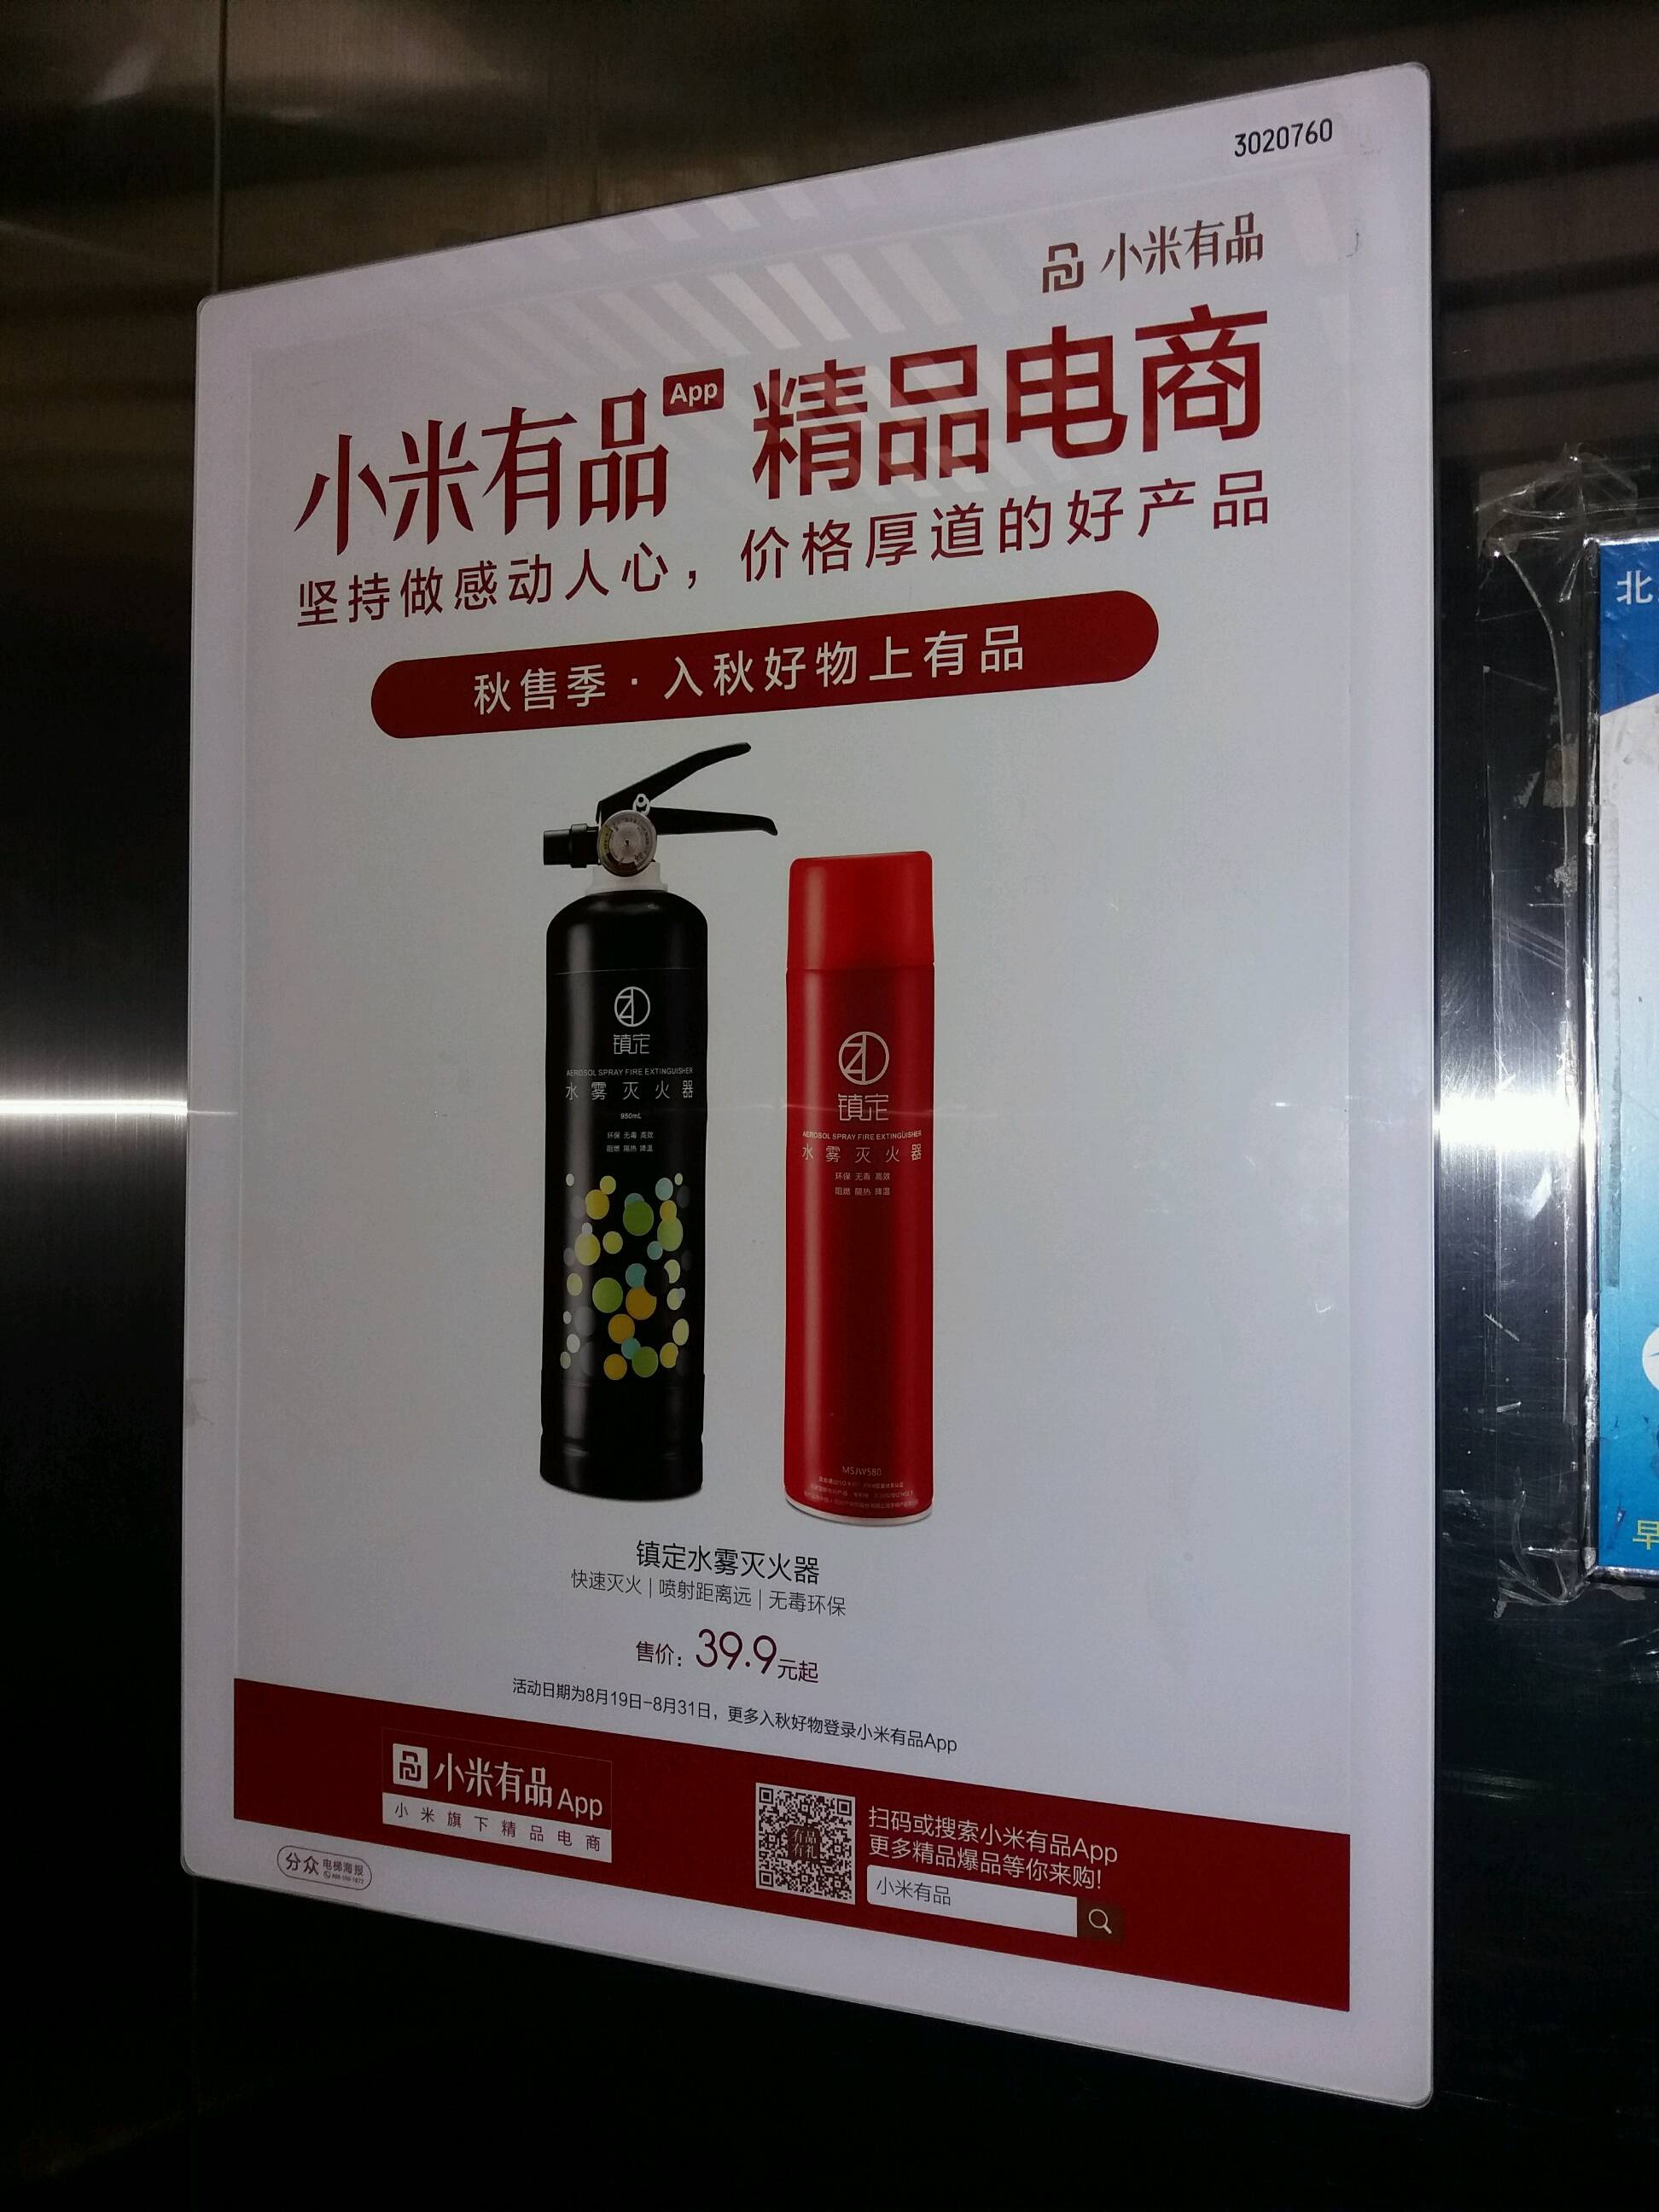 3020760
小米有品
小米有品 App 精品电商
坚持做感动人心，价格厚道的好产品
秋售季·入秋好物上有品
镇定
AEROSOL SPRAY FIRE EXTINGUISHER
水雾灭火器
950mL
环保 无毒 高效
阻燃 隔热 降温
镇定
AEROSOL SPRAY FIRE EXTINGUISHER
水雾灭火器
环保 无毒 高效
阻燃 隔热 降温
MSJW580
镇定水雾灭火器
快速灭火|喷射距离远|无毒环保
售价：39.9元起
活动日期为8月19日-8月31日，更多入秋好物登录小米有品App
小米有品App
小米旗下精品电商
有品
有礼
扫码或搜索小米有品App
更多精品爆品等你来购!
小米有品
分众 电梯海报
北
早